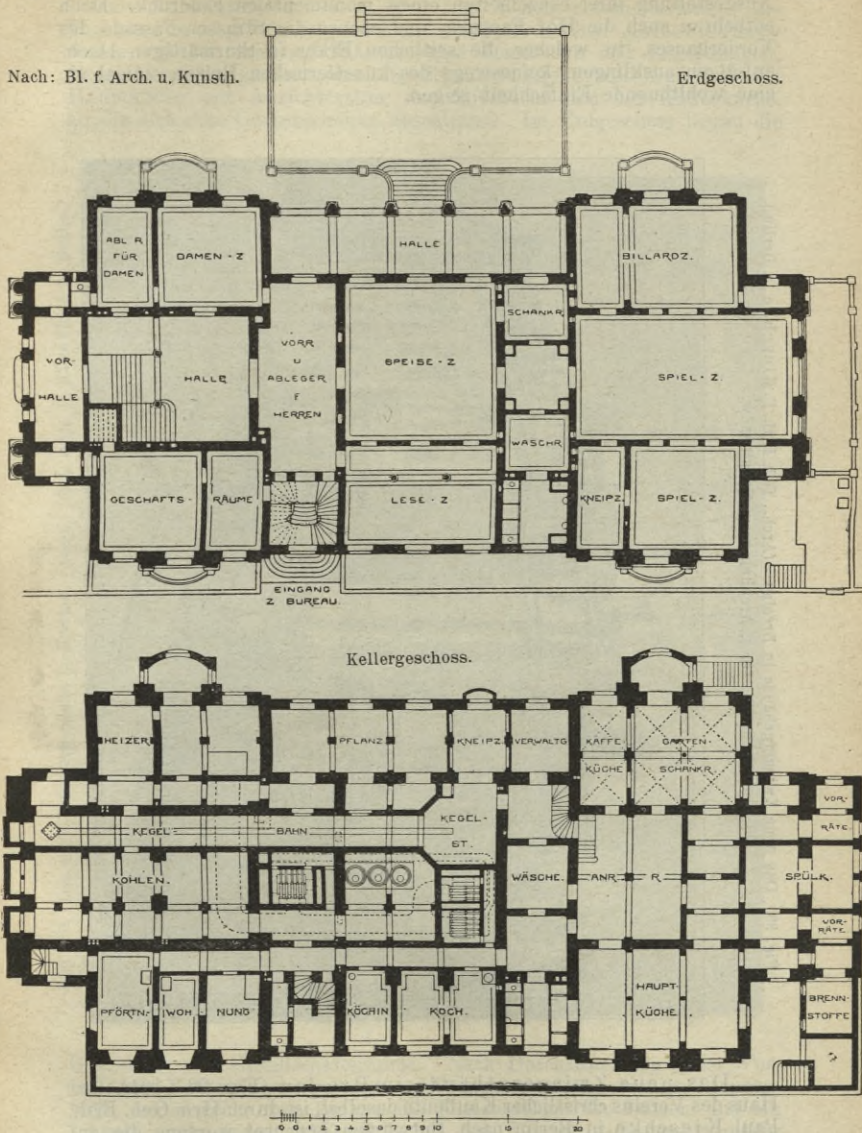 Nach: Bl. f. Arch. u. Kunsth.
Erdgeschoss.
HALLE
ABL R
FÜR
DAMEN
DAMEN - Z
BILLARDZ.
SCHÄNKR.
VOR-
HALLE
HALLE
VORR
U
ABLEGER
F
HERREN
SPEISE - Z
SPIEL - Z.
WASCHR.
GESCHÄFTS-
RÄUME
LESE - Z
KNEIPZ.
SPIEL - Z.
EINGANG
Z BUREAU.
Kellergeschoss.
HEIZER
PFLANZ
KNEIPZ
VERWALTG
KAFFE
KÜCHE
GARTEN-
SCHÄNKR.
VOR-
RÄTE.
KEGEL-
BAHN
KEGEL-
ST.
KOHLEN.
WÄSCHE.
ANR - R.
SPÜLK.
VOR-
RÄTE
PFÖRTN.
WOH
NUNG
KÖCHIN
KOCH.
HAUPT-
KÜCHE
BRENN-
STOFFE
0 1 2 3 4 5 6 7 8 9 10 15 20